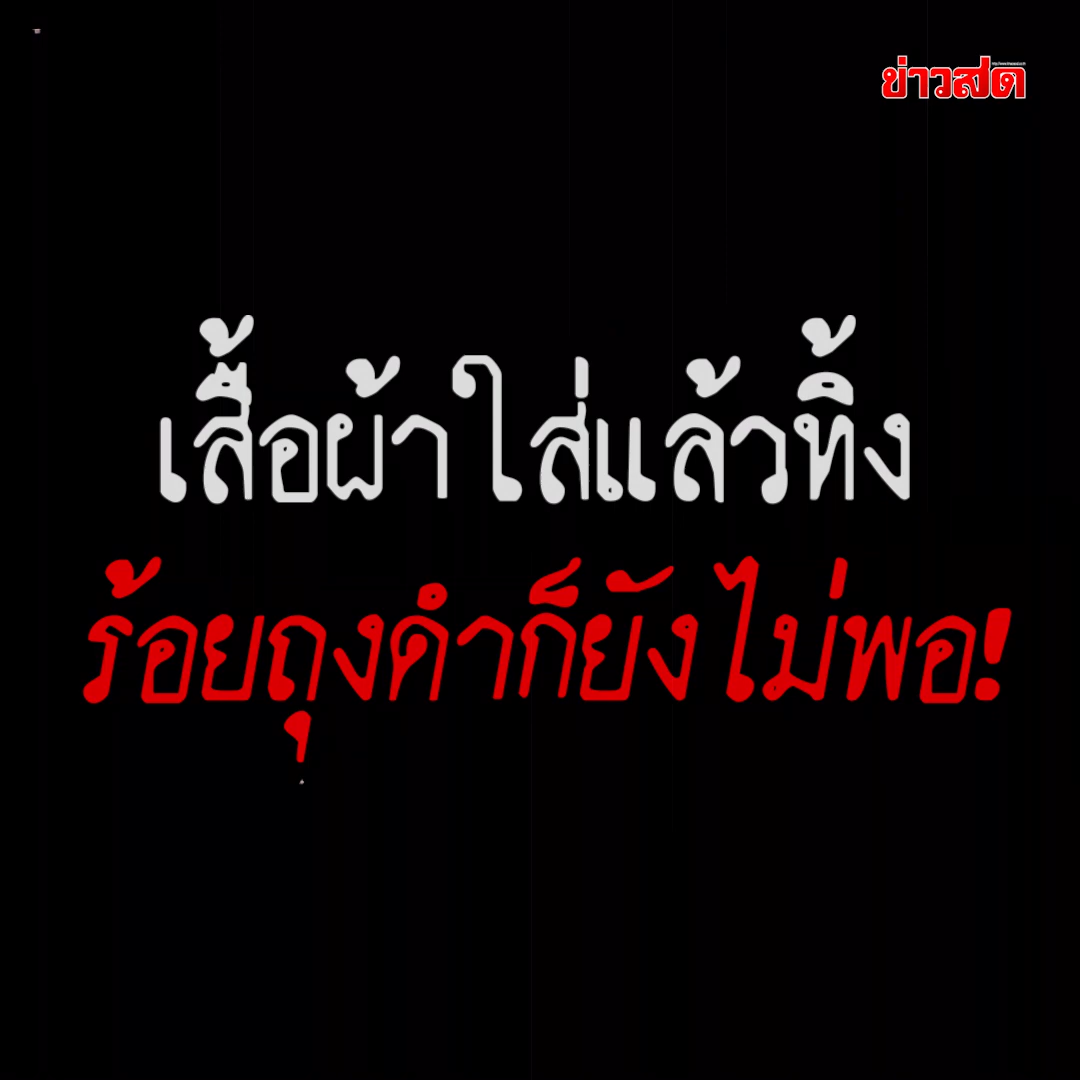 ข่าวสด
เสื้อผ้าใส่แล้วทิ้ง
ร้อยถุงดำก็ยังไม่พอ!